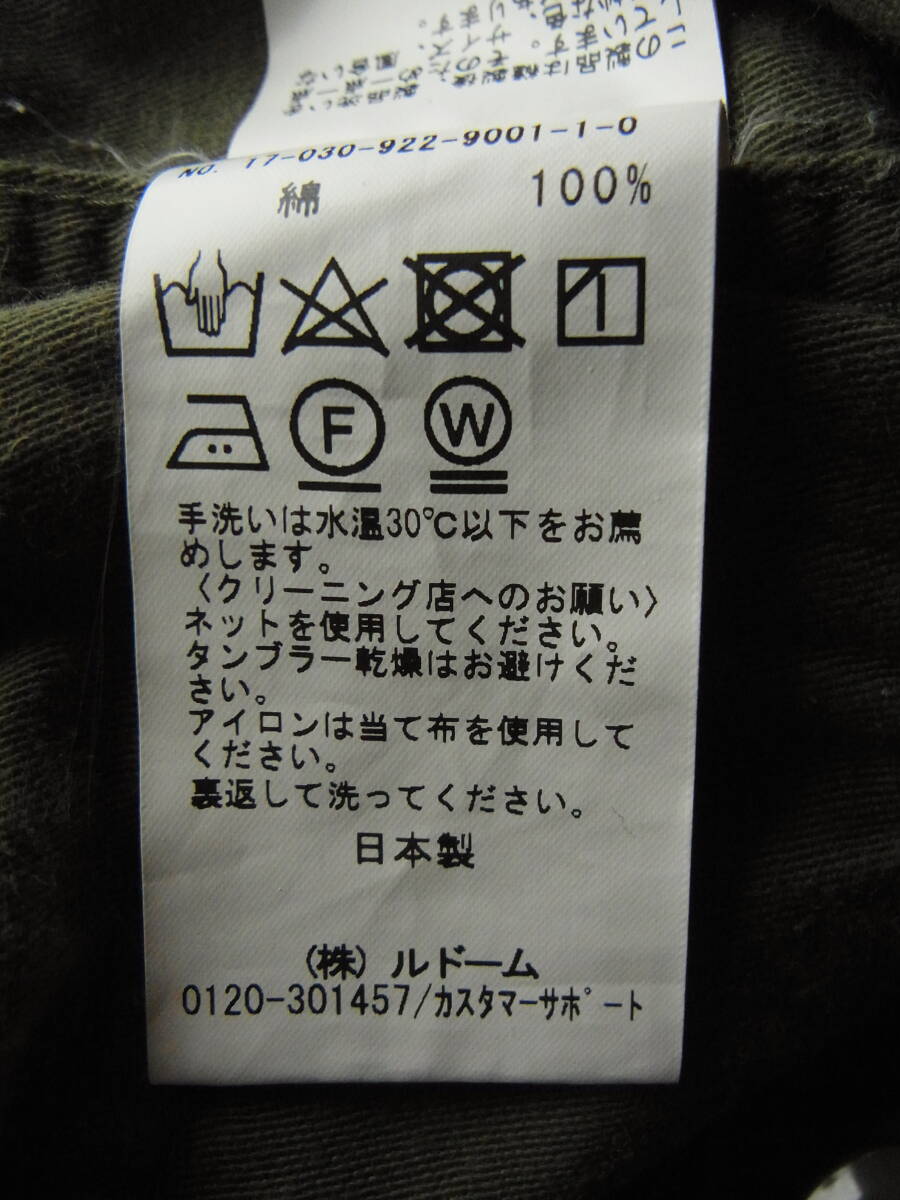 No. 17-030-922-9001-1-0
綿 100%
F W
手洗いは水温30℃以下をお薦
めします。
〈クリーニング店へのお願い〉
ネットを使用してください。
タンブラー乾燥はお避けくだ
さい。
アイロンは当て布を使用して
ください。
裏返して洗ってください。
日本製
(株)ルドーム
0120-301457/カスタマーサポート